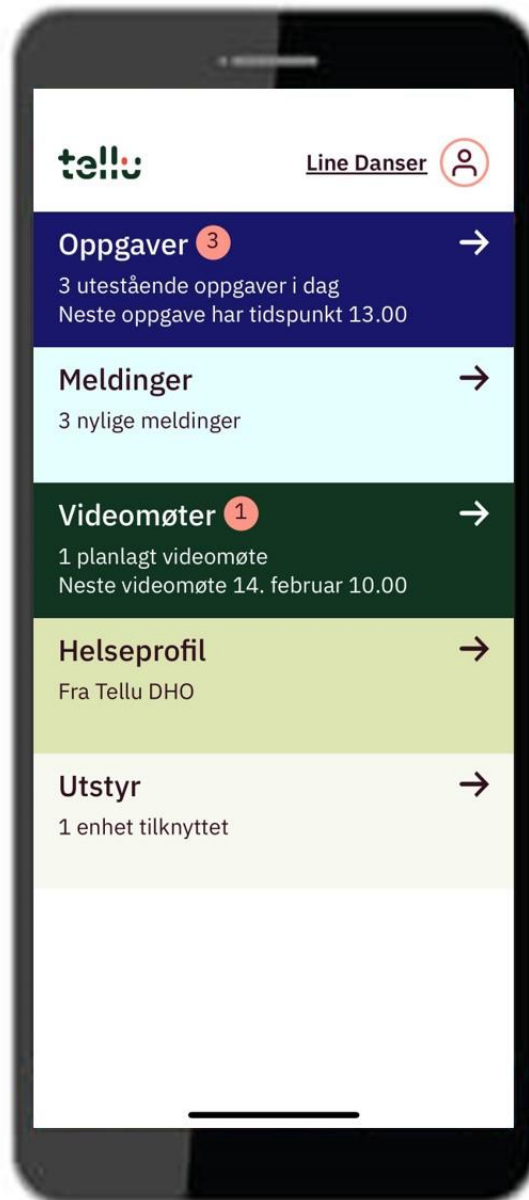 tellu
Line Danser
Oppgaver 3
3 utestående oppgaver i dag
Neste oppgave har tidspunkt 13.00
Meldinger
3 nylige meldinger
Videomøter 1
1 planlagt videomøte
Neste videomøte 14. februar 10.00
Helseprofil
Fra Tellu DHO
Utstyr
1 enhet tilknyttet